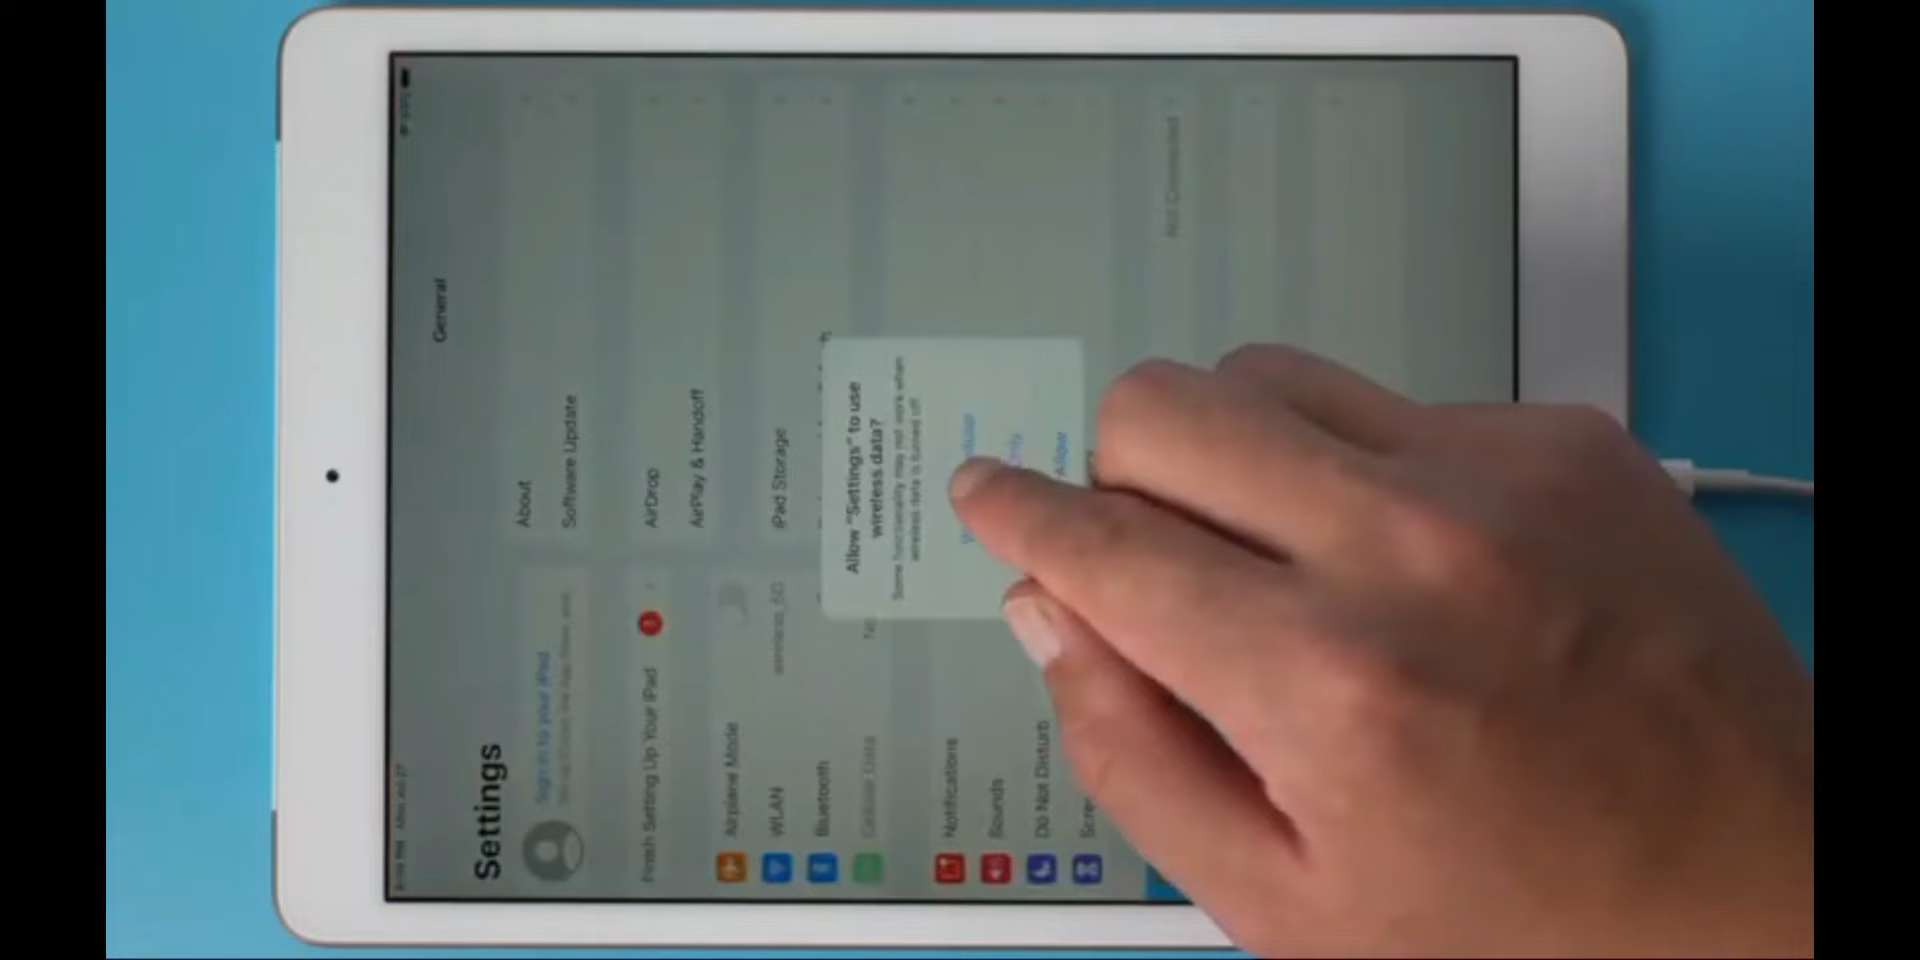 General
Settings
Sign in to your iPad
Finish Setting Up Your iPad
Airplane Mode
WLAN
wireless_5G
Bluetooth
Cellular Data
Notifications
Sounds
Do Not Disturb
About
Software Update
AirDrop
AirPlay & Handoff
iPad Storage
Not Connected
Allow "Settings" to use
wireless data?
Some functionality may not work when
wireless data is turned off.
Only
Allow